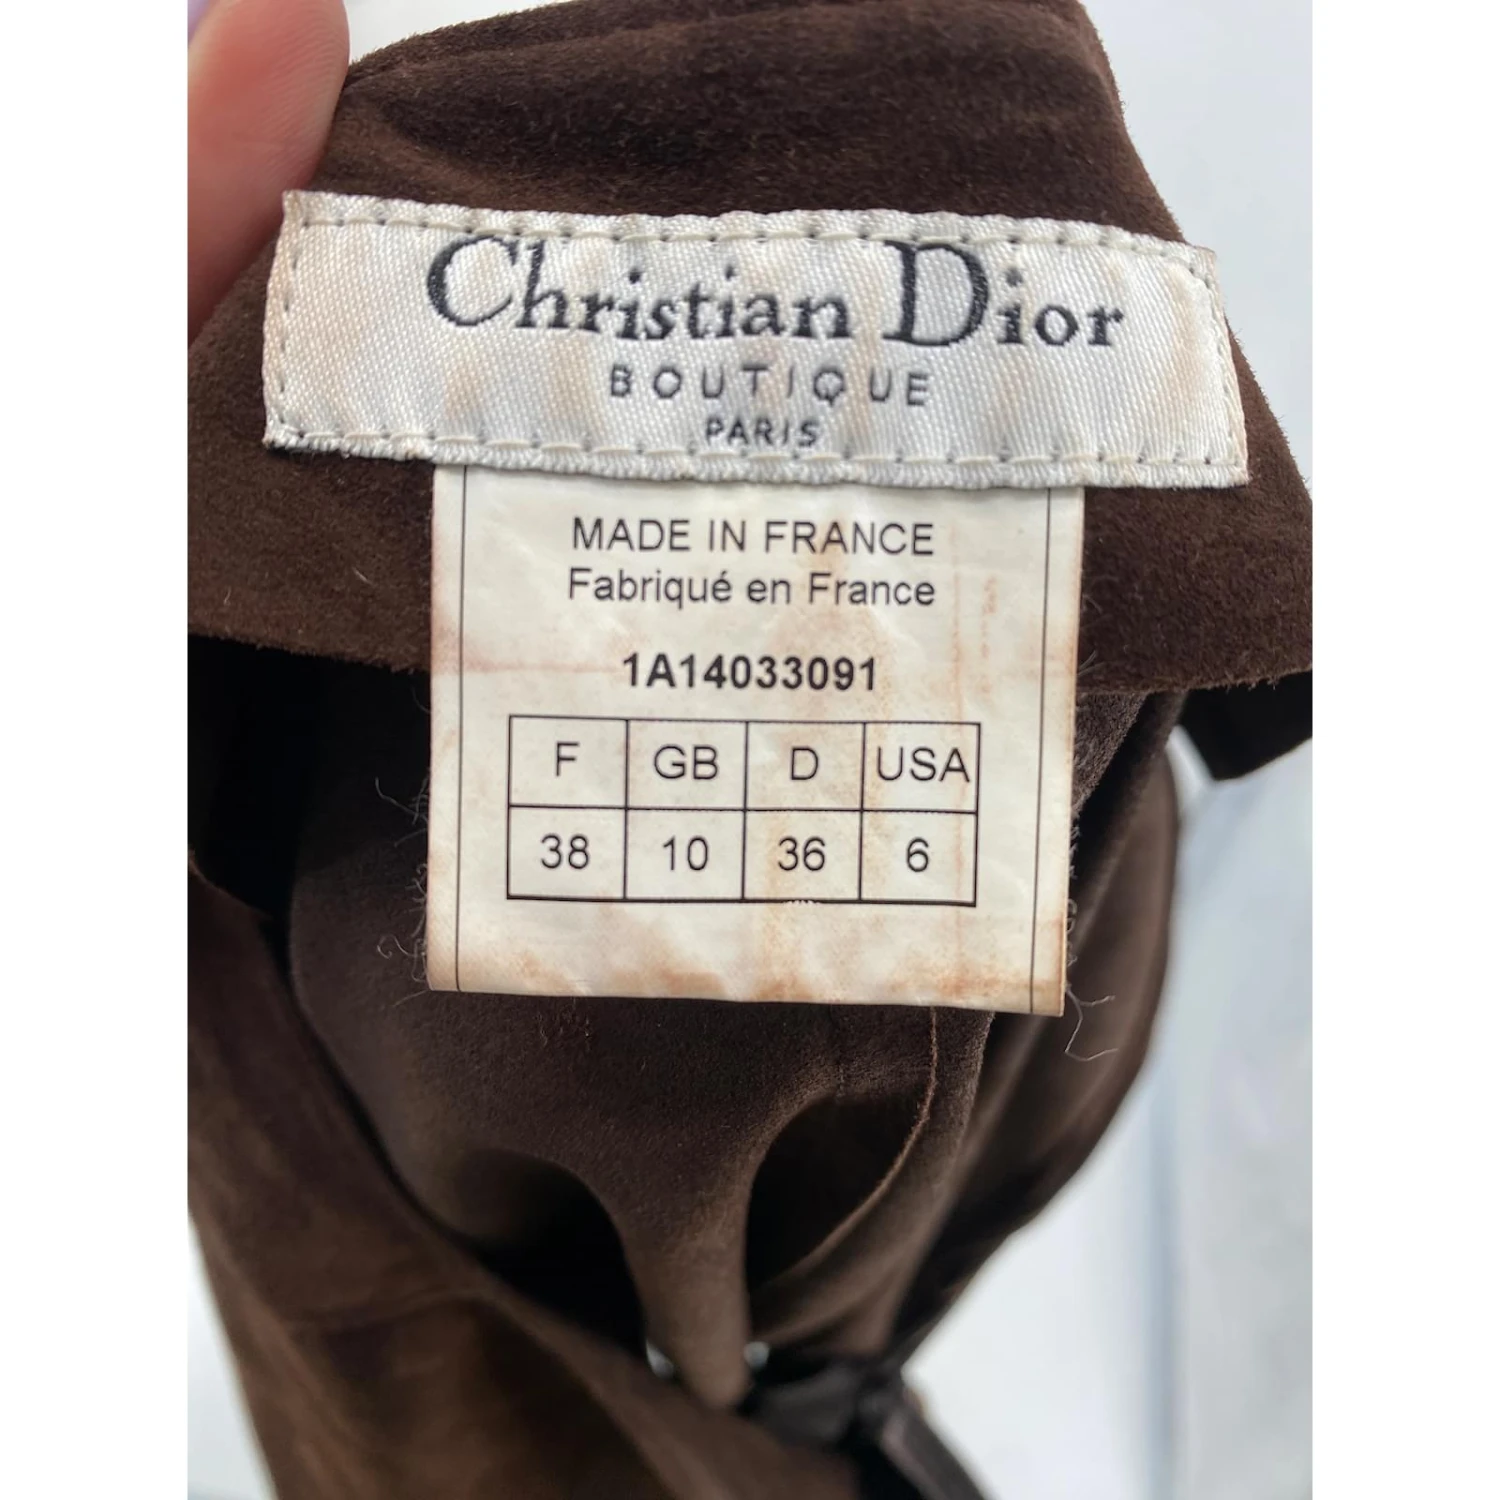 Christian Dior
BOUTIQUE
PARIS
MADE IN FRANCE
Fabriqué en France
1A14033091
F GB D USA
38 10 36 6